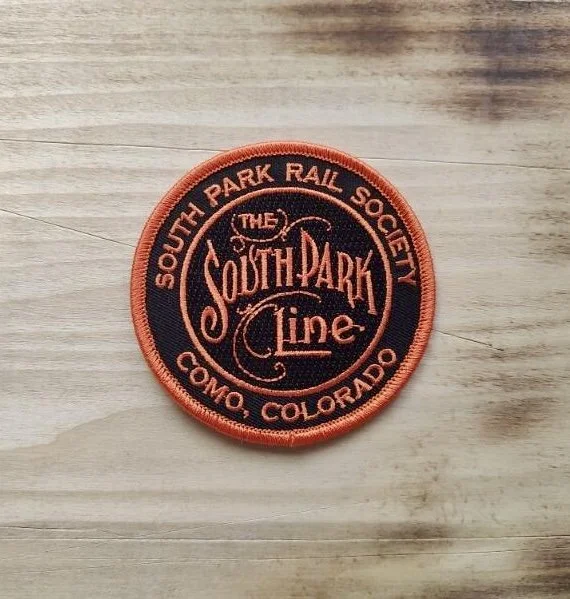 SOUTH PARK RAIL SOCIETY
THE
SOUTH PARK
Line
COMO, COLORADO